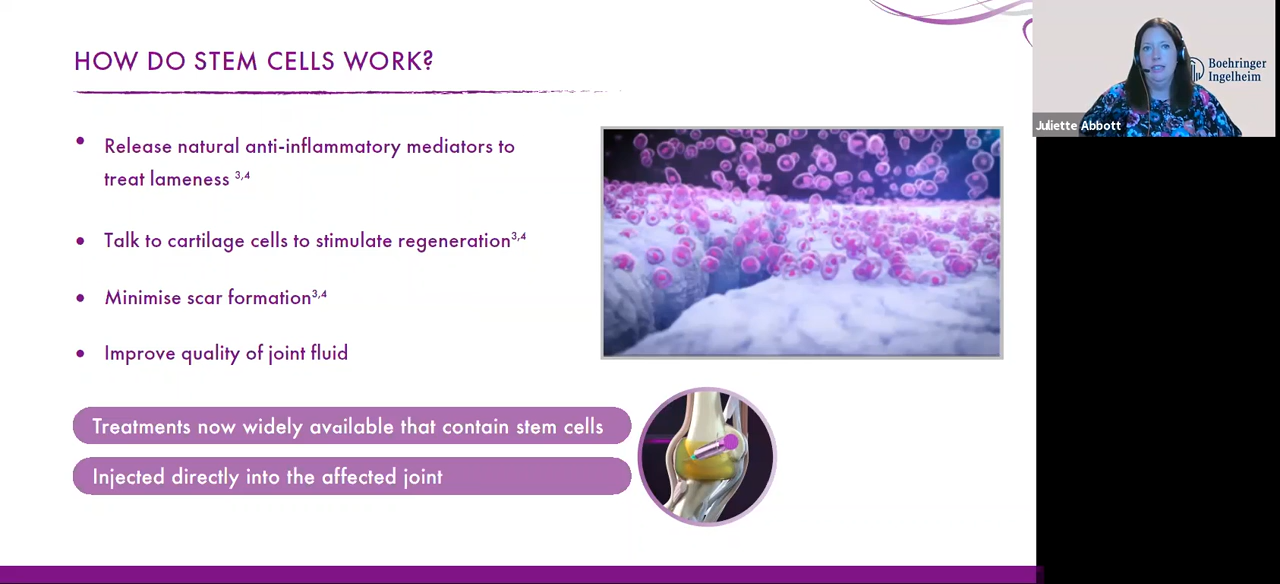 HOW DO STEM CELLS WORK?
• Release natural anti-inflammatory mediators to
treat lameness 3,4
• Talk to cartilage cells to stimulate regeneration3,4
• Minimise scar formation3,4
• Improve quality of joint fluid
Treatments now widely available that contain stem cells
Injected directly into the affected joint
Boehringer
Ingelheim
Juliette Abbott